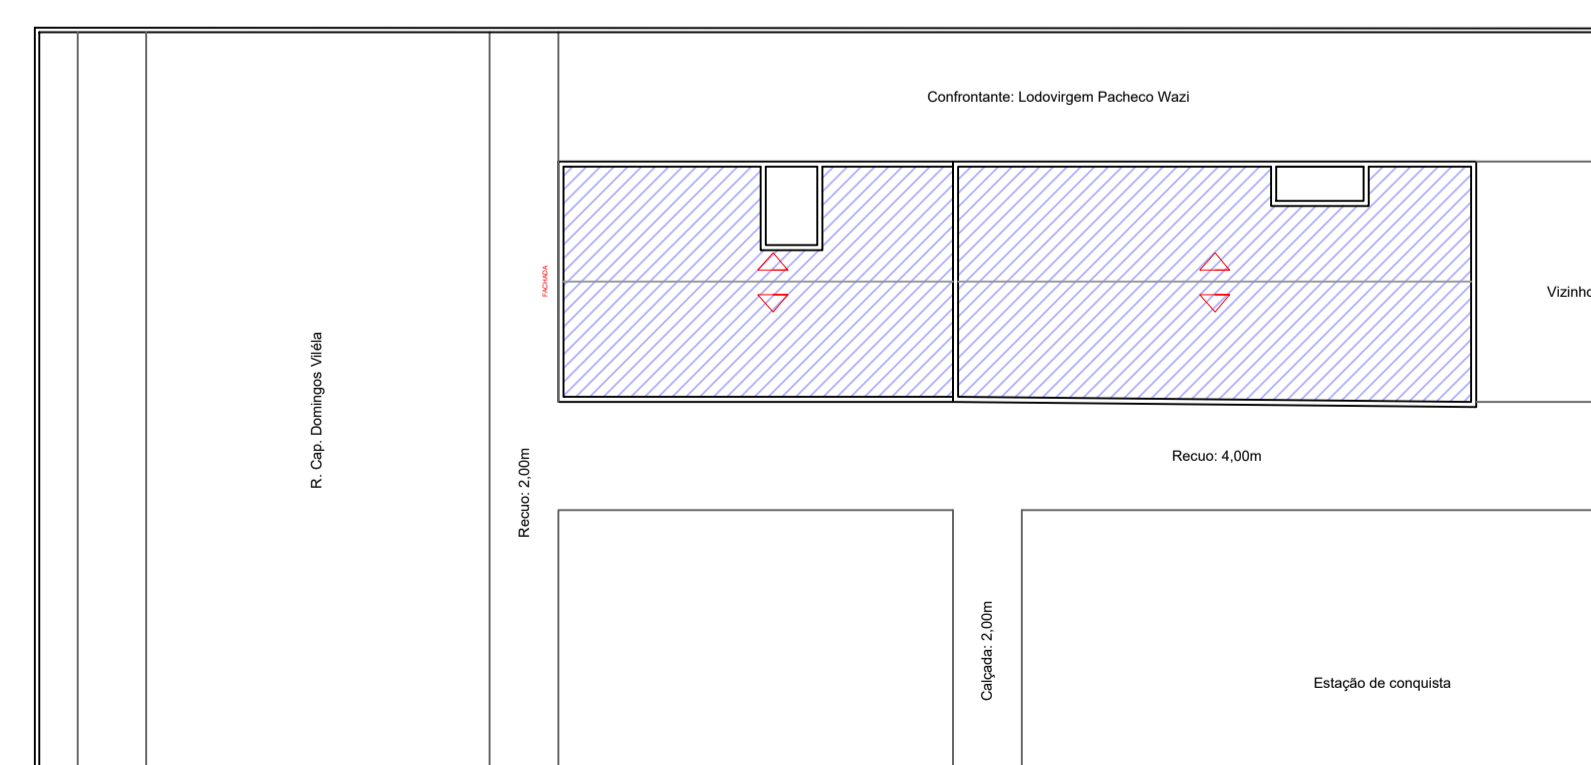 Confrontante: Lodovirgem Pacheco Wazi
FACHADA
Vizinho
R. Cap. Domingos Viléla
Recuo: 4,00m
Recuo: 2,00m
Calçada: 2,00m
Estação de conquista